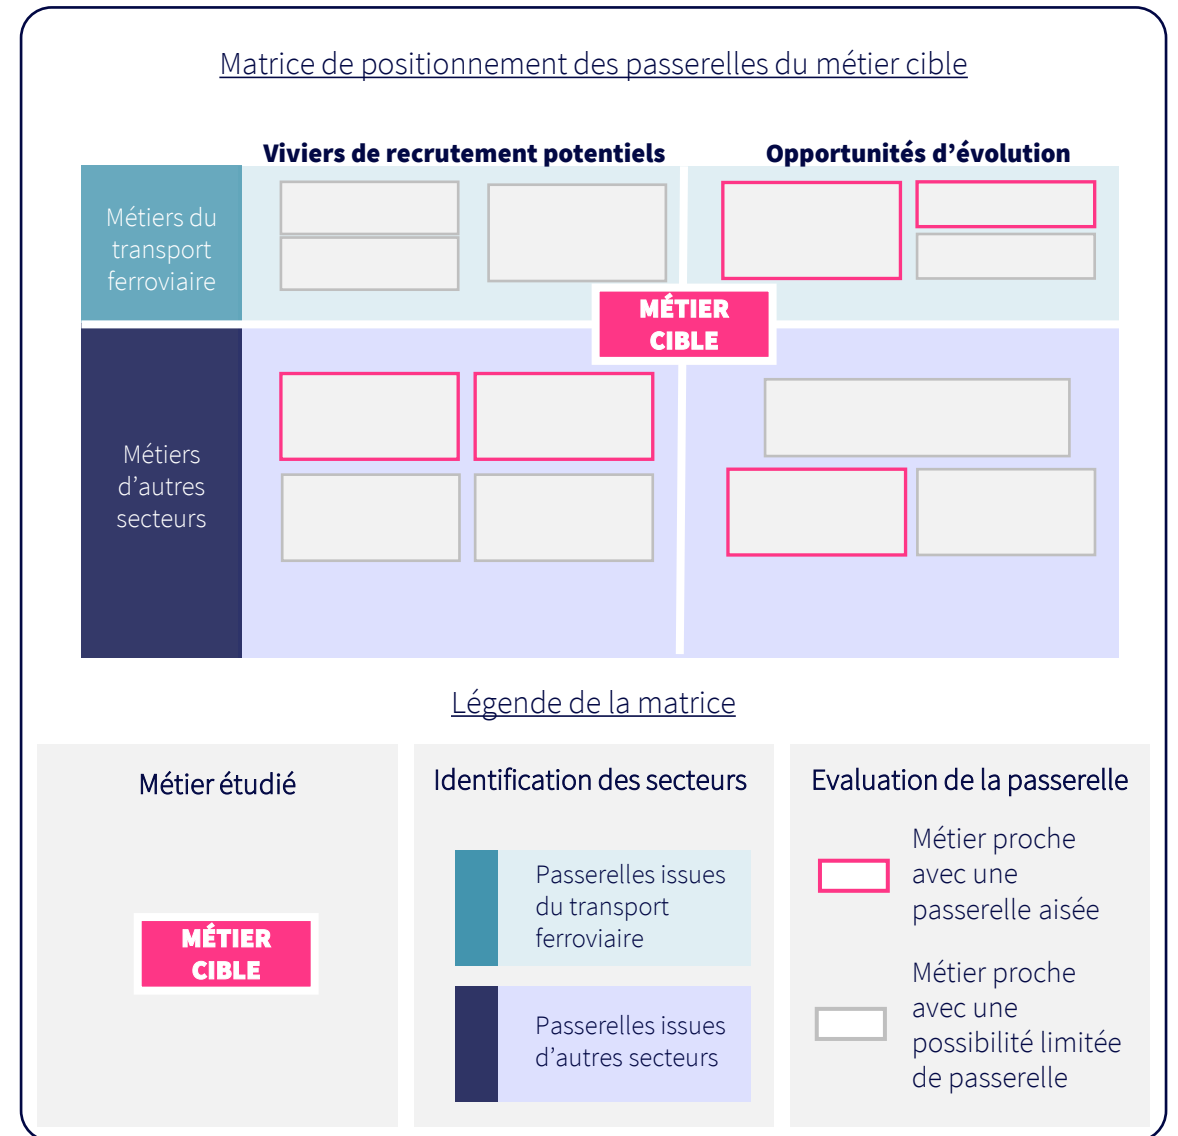 Matrice de positionnement des passerelles du métier cible
Viviers de recrutement potentiels
Opportunités d’évolution
Métiers du
transport
ferroviaire
MÉTIER
CIBLE
Métiers
d’autres
secteurs
Légende de la matrice
Métier étudié
MÉTIER
CIBLE
Identification des secteurs
Passerelles issues
du transport
ferroviaire
Passerelles issues
d’autres secteurs
Evaluation de la passerelle
Métier proche
avec une
passerelle aisée
Métier proche
avec une
possibilité limitée
de passerelle